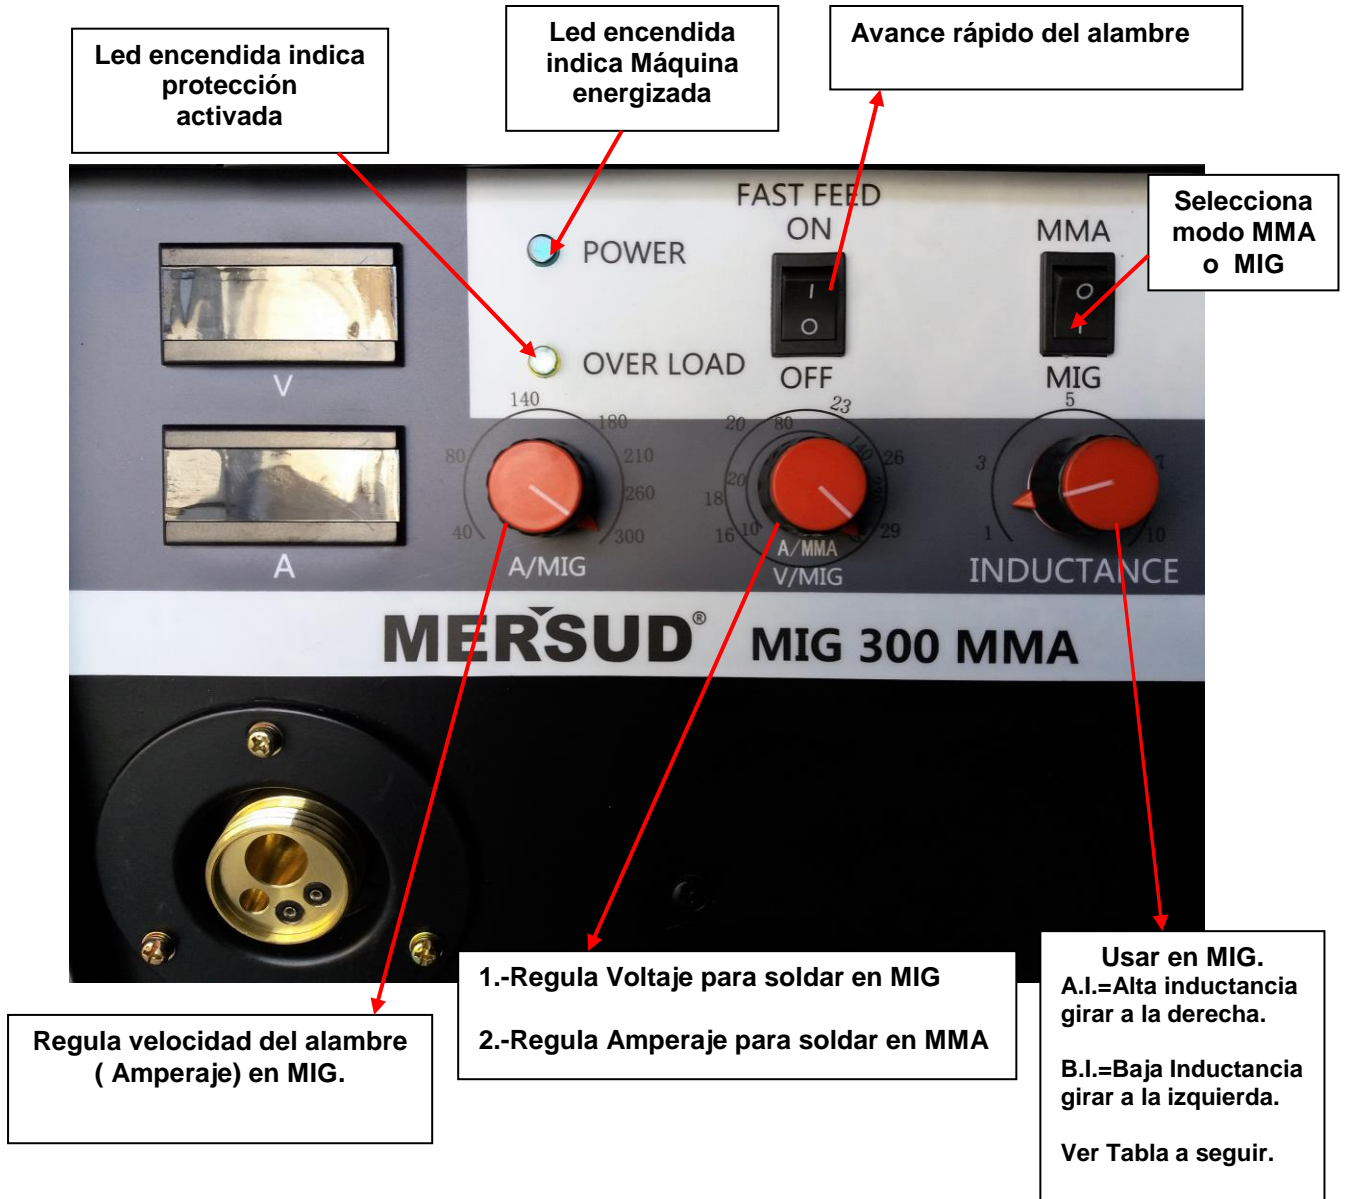 Led encendida indica
protección
activada
Led encendida
indica Máquina
energizada
Avance rápido del alambre
Selecciona
modo MMA
o MIG
FAST FEED
ON
I
O
OFF
MMA
O
I
MIG
POWER
OVER LOAD
V
A
40
80
140
180
210
260
300
A/MIG
16
18
20
23
26
29
10
20
80
140
A/MMA
V/MIG
1
3
5
7
10
INDUCTANCE
MERSUD® MIG 300 MMA
Regula velocidad del alambre
( Amperaje) en MIG.
1.-Regula Voltaje para soldar en MIG
2.-Regula Amperaje para soldar en MMA
Usar en MIG.
A.I.=Alta inductancia
girar a la derecha.
B.I.=Baja Inductancia
girar a la izquierda.
Ver Tabla a seguir.